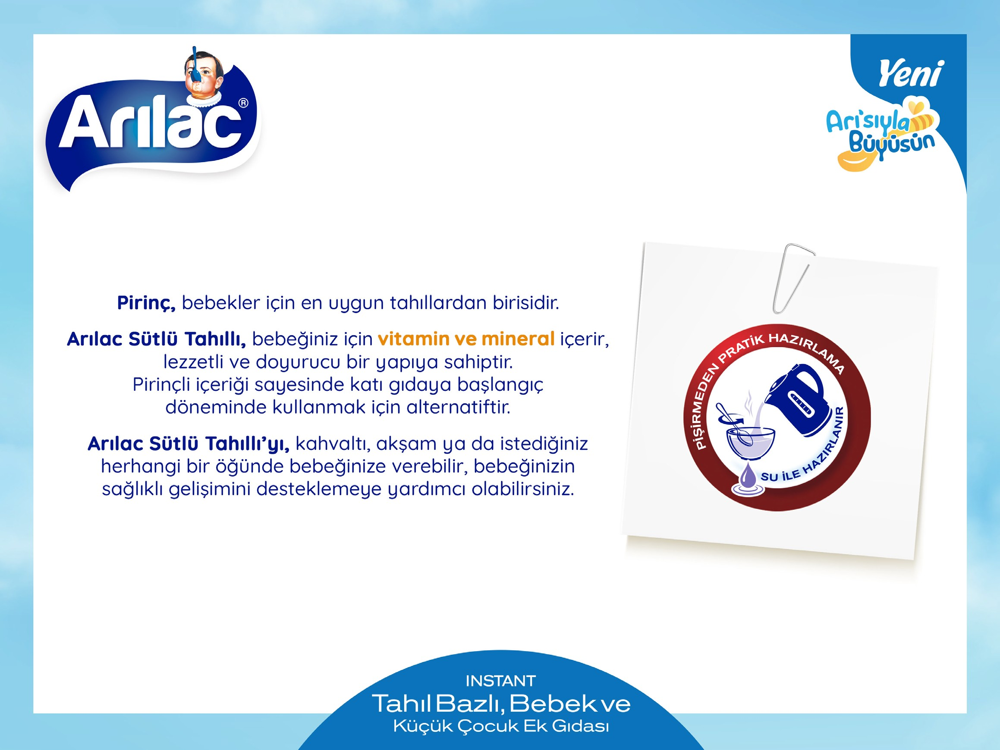 Arılac®
Yeni
Arı'sıyla
Büyüsün
Pirinç, bebekler için en uygun tahıllardan birisidir.
Arılac Sütlü Tahıllı, bebeğiniz için vitamin ve mineral içerir,
lezzetli ve doyurucu bir yapıya sahiptir.
Pirinçli içeriği sayesinde katı gıdaya başlangıç
döneminde kullanmak için alternatiftir.
Arılac Sütlü Tahıllı’yı, kahvaltı, akşam ya da istediğiniz
herhangi bir öğünde bebeğinize verebilir, bebeğinizin
sağlıklı gelişimini desteklemeye yardımcı olabilirsiniz.
PİŞİRMEDEN PRATİK HAZIRLAMA
SU İLE HAZIRLANIR
INSTANT
Tahıl Bazlı, Bebek ve
Küçük Çocuk Ek Gıdası